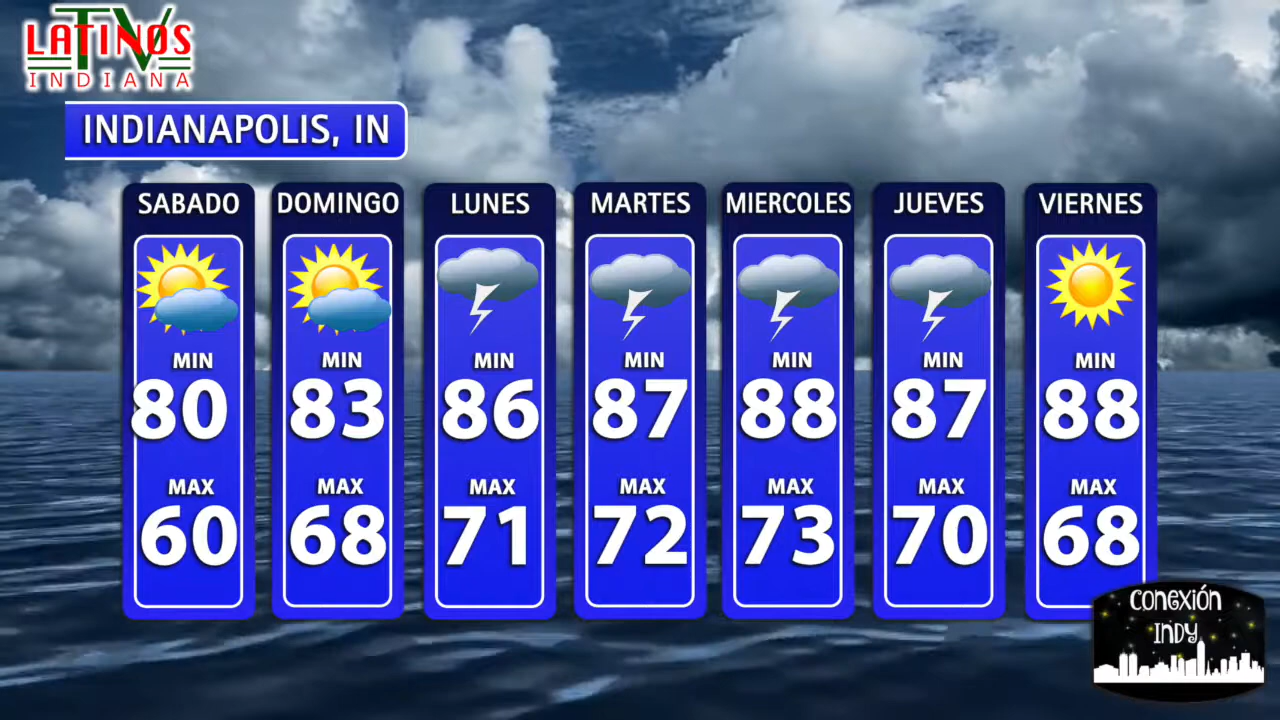 LATINOS TV
INDIANA
INDIANAPOLIS, IN
SABADO DOMINGO LUNES MARTES MIERCOLES JUEVES VIERNES
MIN MIN MIN MIN MIN MIN MIN
80 83 86 87 88 87 88
MAX MAX MAX MAX MAX MAX MAX
60 68 71 72 73 70 68
Conexión
Indy